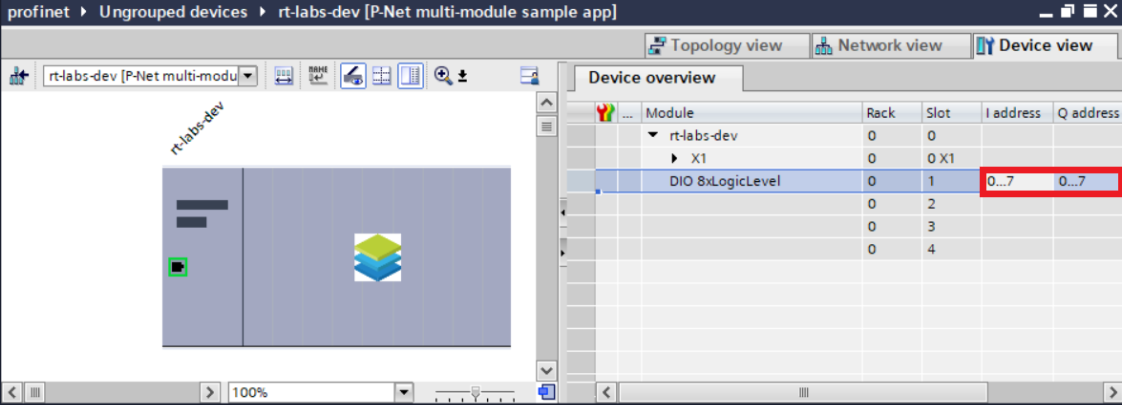 profinet ▸ Ungrouped devices ▸ rt-labs-dev [P-Net multi-module sample app]
Topology view Network view Device view
rt-labs-dev [P-Net multi-modu
NAME
Device overview
rt-labs-dev
... Module Rack Slot I address Q address
rt-labs-dev 0 0
X1 0 0 X1
DIO 8xLogicLevel 0 1 0...7 0...7
0 2
0 3
0 4
100%